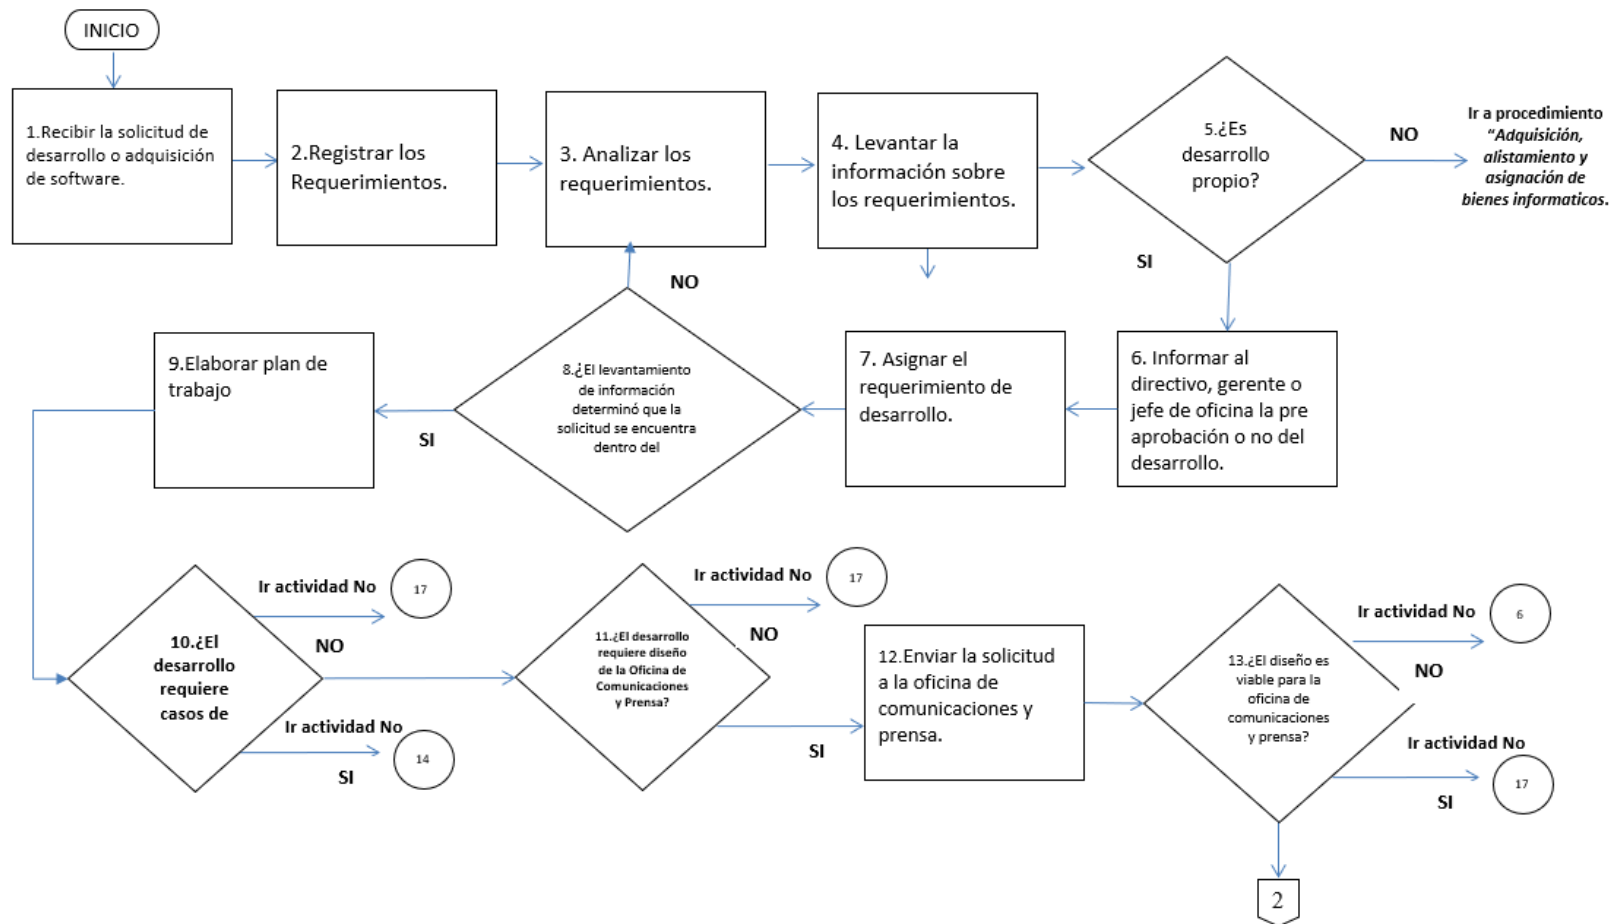 INICIO
1.Recibir la solicitud de
desarrollo o adquisición
de software.
2.Registrar los
Requerimientos.
3. Analizar los
requerimientos.
4. Levantar la
información sobre
los requerimientos.
5.¿Es
desarrollo
propio?
NO
Ir a procedimiento
“Adquisición,
alistamiento y
asignación de
bienes informaticos.
SI
6. Informar al
directivo, gerente o
jefe de oficina la pre
aprobación o no del
desarrollo.
7. Asignar el
requerimiento de
desarrollo.
NO
8.¿El levantamiento
de información
determinó que la
solicitud se encuentra
dentro del
SI
9.Elaborar plan de
trabajo
10.¿El
desarrollo
requiere
casos de
Ir actividad No
17
NO
Ir actividad No
14
SI
11.¿El desarrollo
requiere diseño
de la Oficina de
Comunicaciones
y Prensa?
Ir actividad No
17
NO
SI
12.Enviar la solicitud
a la oficina de
comunicaciones y
prensa.
13.¿El diseño es
viable para la
oficina de
comunicaciones
y prensa?
Ir actividad No
6
NO
Ir actividad No
17
SI
2